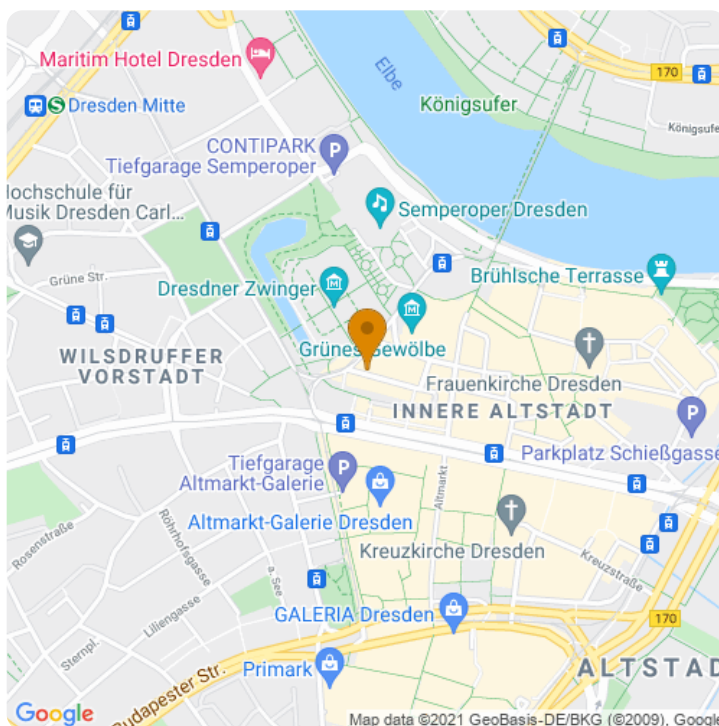 170
Maritim Hotel Dresden
Elbe
Dresden Mitte
S
Königsufer
Königsufer
CONTIPARK
Tiefgarage Semperoper
P
Hochschule für
Musik Dresden Carl...
Semperoper Dresden
Grüne Str.
Brühlsche Terrasse
Dresdner Zwinger
M
M
Grünes Gewölbe
WILSDRUFFER
VORSTADT
Frauenkirche Dresden
INNERE ALTSTADT
P
Parkplatz Schießgasse
Tiefgarage
Altmarkt-Galerie
P
Altmarkt
Altmarkt-Galerie Dresden
Rosenstraße
Röhrhofsgasse
Kreuzkirche Dresden
Kreuzstraße
a. See
Liliengasse
GALERIA Dresden
170
Sternpl.
Primark
ALTSTAD
Budapester Str.
Google
Map data ©2021 GeoBasis-DE/BKG (©2009), Google